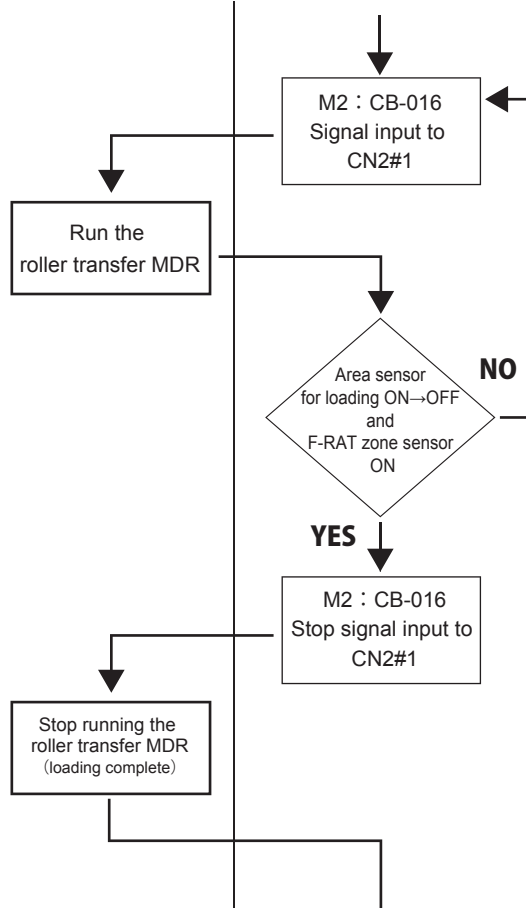 M2：CB-016
Signal input to
CN2#1
Run the
roller transfer MDR
Area sensor
for loading ON→OFF
and
F-RAT zone sensor
ON
NO
YES
M2：CB-016
Stop signal input to
CN2#1
Stop running the
roller transfer MDR
（loading complete）